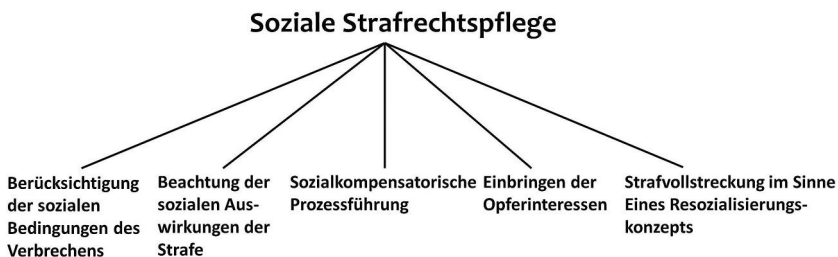 Soziale Strafrechtspflege
Berücksichtigung
der sozialen
Bedingungen des
Verbrechens
Beachtung der
sozialen Aus-
wirkungen der
Strafe
Sozialkompensatorische
Prozessführung
Einbringen der
Opferinteressen
Strafvollstreckung im Sinne
Eines Resozialisierungs-
konzepts